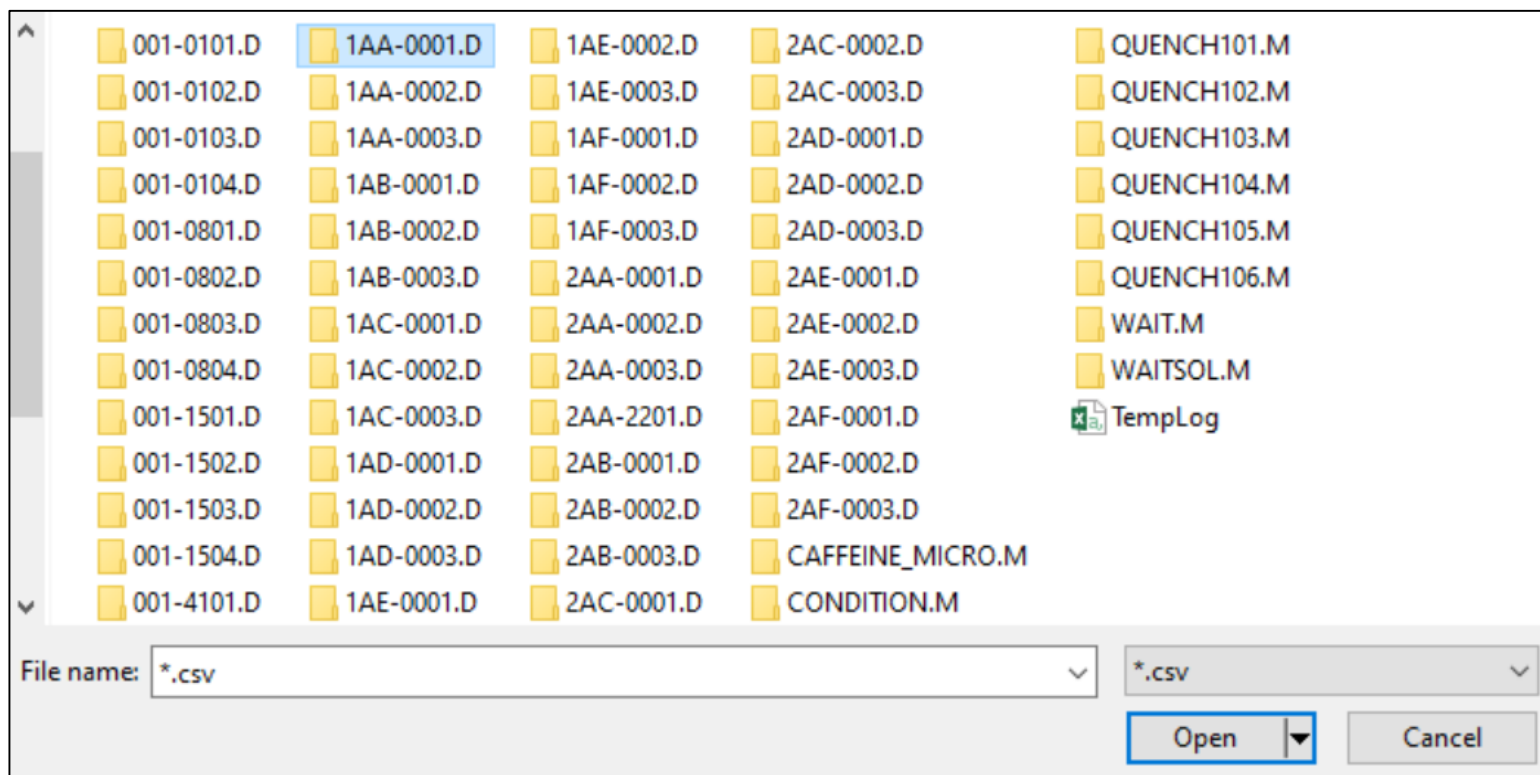 001-0101.D
001-0102.D
001-0103.D
001-0104.D
001-0801.D
001-0802.D
001-0803.D
001-0804.D
001-1501.D
001-1502.D
001-1503.D
001-1504.D
001-4101.D
1AA-0001.D
1AA-0002.D
1AA-0003.D
1AB-0001.D
1AB-0002.D
1AB-0003.D
1AC-0001.D
1AC-0002.D
1AC-0003.D
1AD-0001.D
1AD-0002.D
1AD-0003.D
1AE-0001.D
1AE-0002.D
1AE-0003.D
1AF-0001.D
1AF-0002.D
1AF-0003.D
2AA-0001.D
2AA-0002.D
2AA-0003.D
2AA-2201.D
2AB-0001.D
2AB-0002.D
2AB-0003.D
2AC-0001.D
2AC-0002.D
2AC-0003.D
2AD-0001.D
2AD-0002.D
2AD-0003.D
2AE-0001.D
2AE-0002.D
2AE-0003.D
2AF-0001.D
2AF-0002.D
2AF-0003.D
CAFFEINE_MICRO.M
CONDITION.M
QUENCH101.M
QUENCH102.M
QUENCH103.M
QUENCH104.M
QUENCH105.M
QUENCH106.M
WAIT.M
WAITSOL.M
TempLog
File name: *.csv
*.csv
Open
Cancel